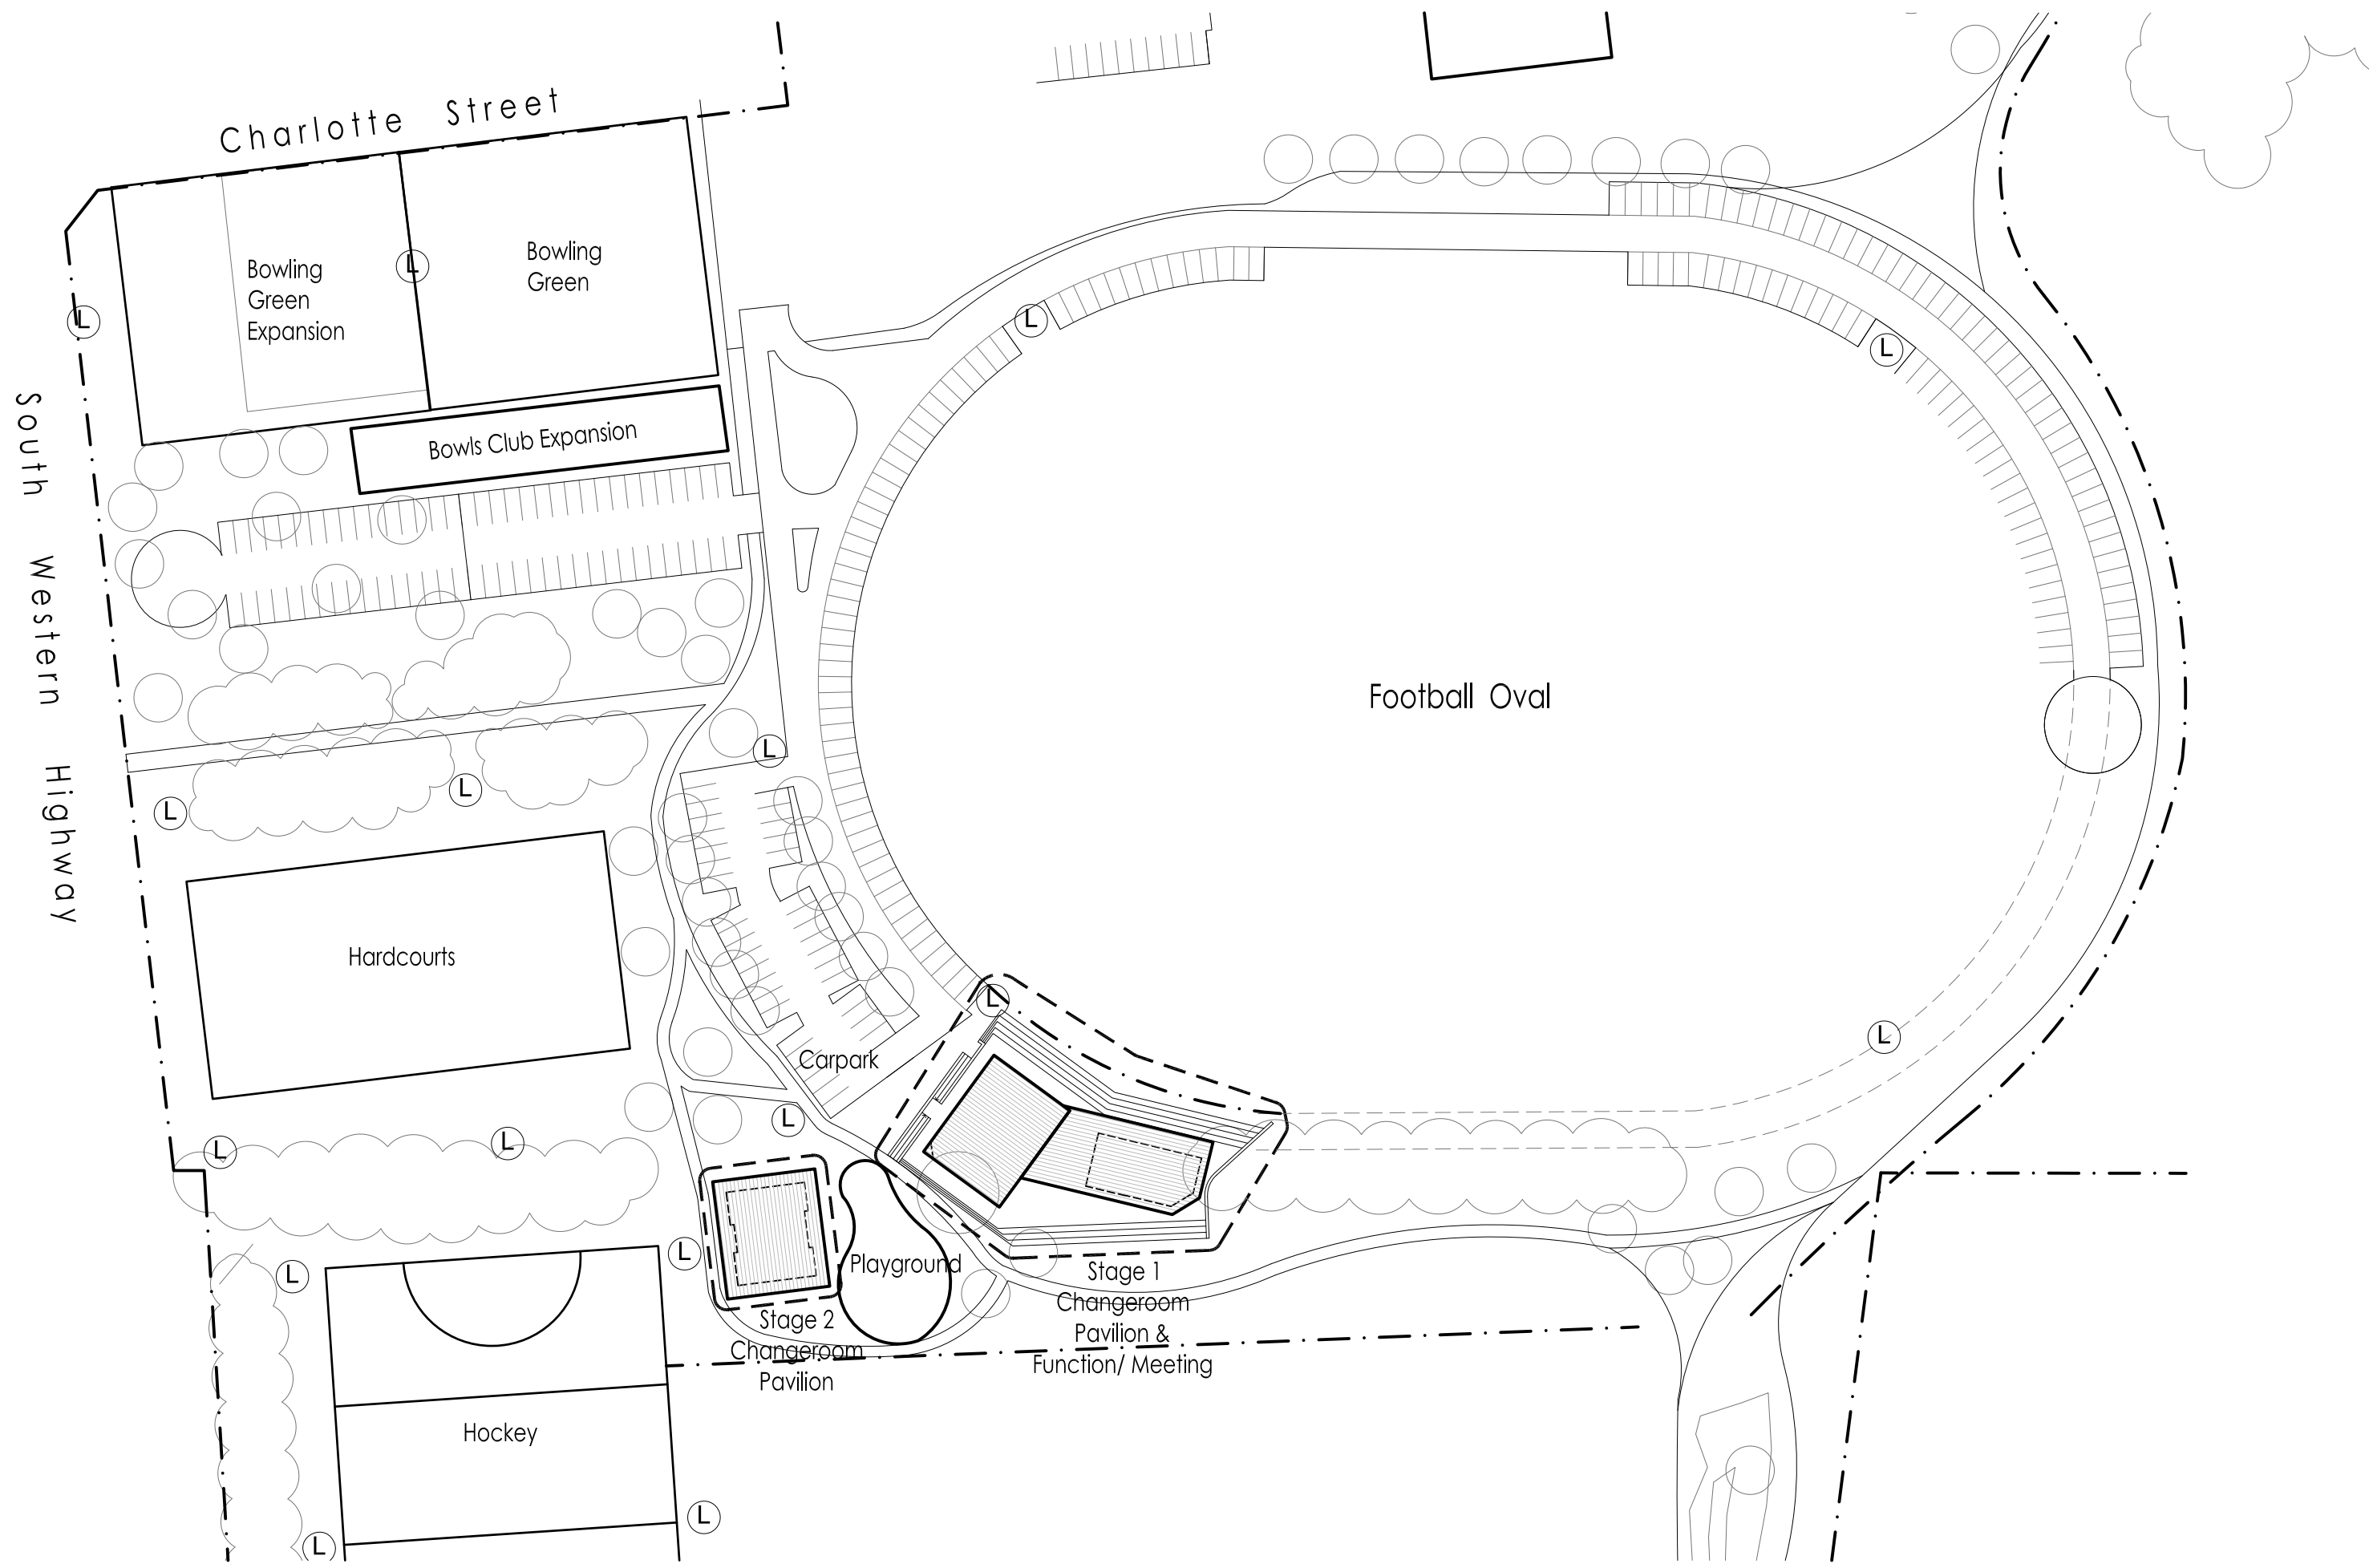 Charlotte Street
Bowling
Green
Expansion
L
Bowling
Green
L
L
L
Bowls Club Expansion
South Western Highway
Football Oval
L
L
L
Hardcourts
L
Carpark
L
L
L
L
L
L
L
Playground
Stage 1
Changeroom
Pavilion &
Function/ Meeting
Stage 2
Changeroom
Pavilion
Hockey
L
L